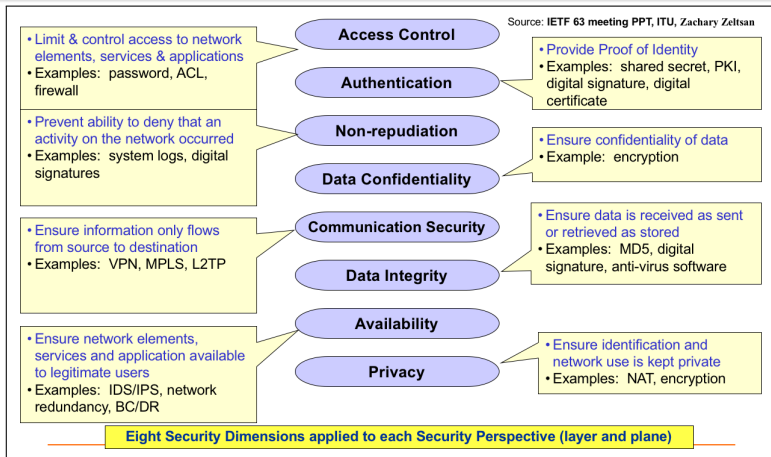 Source: IETF 63 meeting PPT, ITU, Zachary Zeltsan
Access Control
• Limit & control access to network
elements, services & applications
• Examples:  password, ACL,
firewall
Authentication
• Provide Proof of Identity
• Examples:  shared secret, PKI,
digital signature, digital
certificate
Non-repudiation
• Prevent ability to deny that an
activity on the network occurred
• Examples:  system logs, digital
signatures
Data Confidentiality
• Ensure confidentiality of data
• Example:  encryption
Communication Security
• Ensure information only flows
from source to destination
• Examples:  VPN, MPLS, L2TP
Data Integrity
• Ensure data is received as sent
or retrieved as stored
• Examples:  MD5, digital
signature, anti-virus software
Availability
• Ensure network elements,
services and application available
to legitimate users
• Examples:  IDS/IPS, network
redundancy, BC/DR
Privacy
• Ensure identification and
network use is kept private
• Examples:  NAT, encryption
Eight Security Dimensions applied to each Security Perspective (layer and plane)